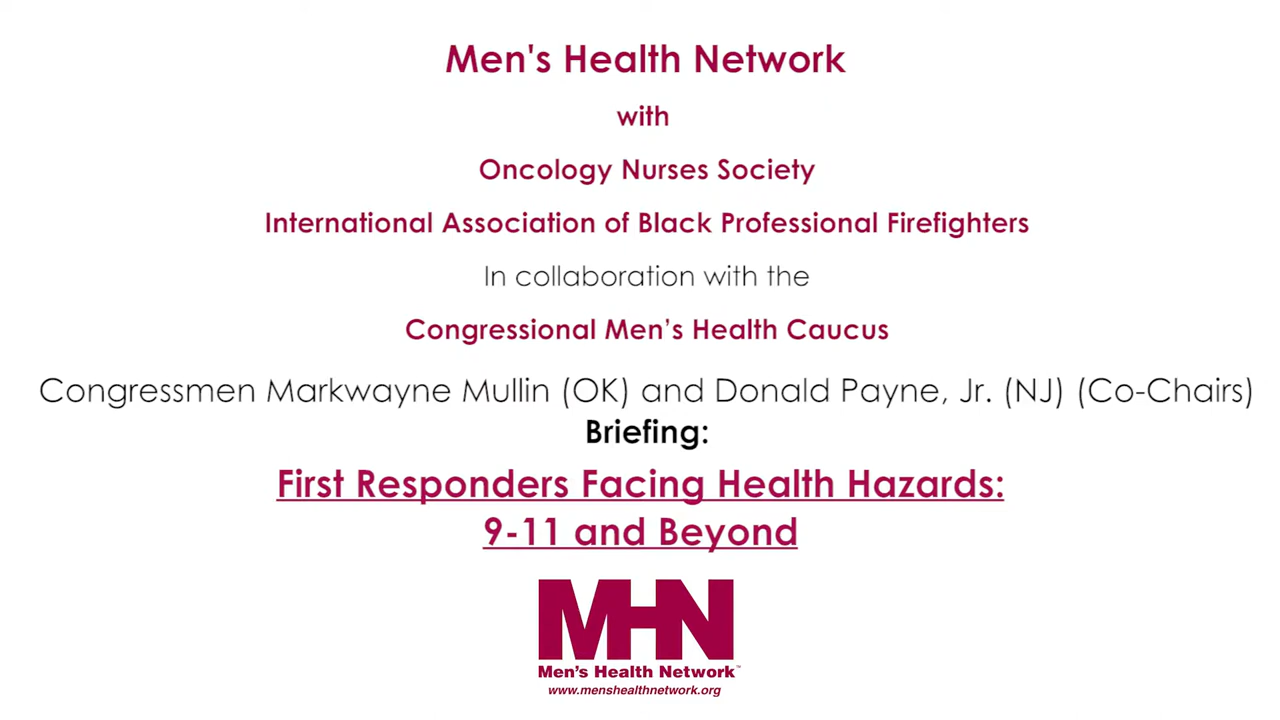 Men's Health Network
with
Oncology Nurses Society
International Association of Black Professional Firefighters
In collaboration with the
Congressional Men’s Health Caucus
Congressmen Markwayne Mullin (OK) and Donald Payne, Jr. (NJ) (Co-Chairs)
Briefing:
First Responders Facing Health Hazards:
9-11 and Beyond
MHN
Men’s Health Network™
www.menshealthnetwork.org